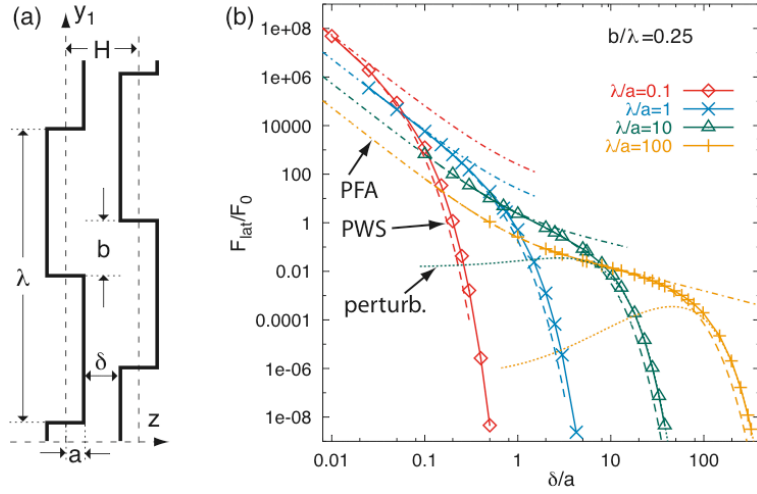 (a)
y₁
H
λ
b
δ
z
a
(b)
b/λ=0.25
λ/a=0.1
λ/a=1
λ/a=10
λ/a=100
PFA
PWS
perturb.
F_lat/F_0
1e+08
1e+06
10000
100
1
0.01
0.0001
1e-06
1e-08
0.01 0.1 1 10 100
δ/a